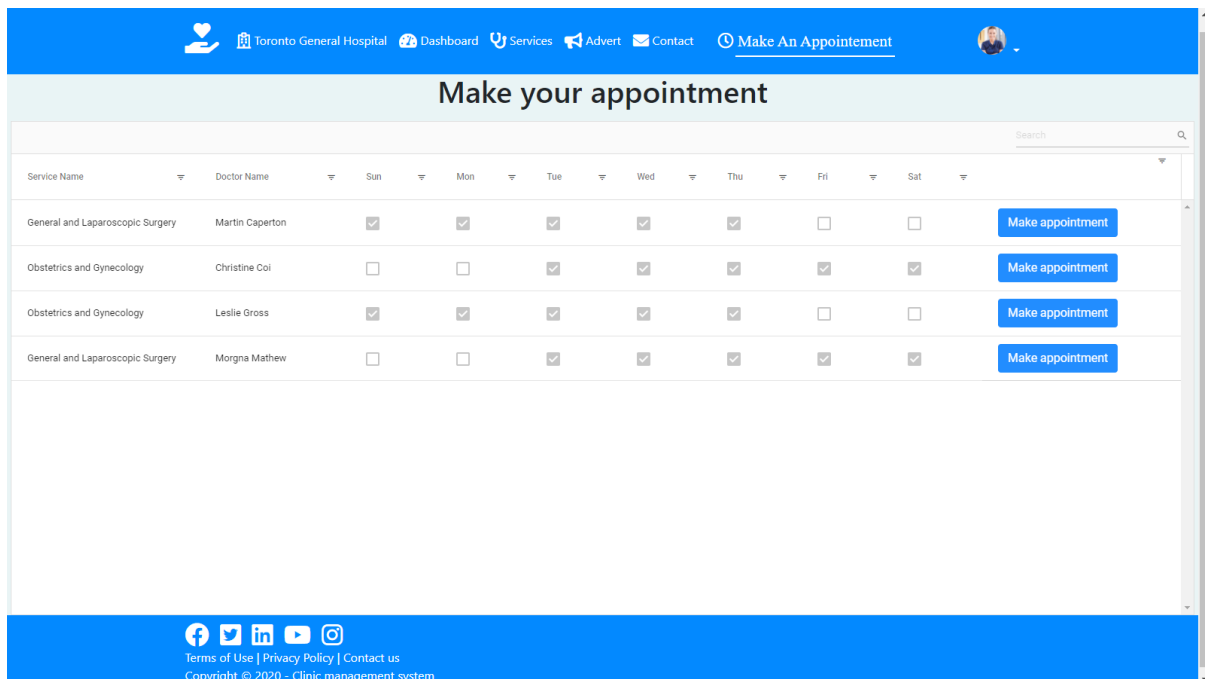 Toronto General Hospital Dashboard Services Advert Contact Make An Appointement
Make your appointment
Search
Service Name Doctor Name Sun Mon Tue Wed Thu Fri Sat
General and Laparoscopic Surgery Martin Caperton Make appointment
Obstetrics and Gynecology Christine Coi Make appointment
Obstetrics and Gynecology Leslie Gross Make appointment
General and Laparoscopic Surgery Morgna Mathew Make appointment
Terms of Use | Privacy Policy | Contact us
Copyright © 2020 - Clinic management system